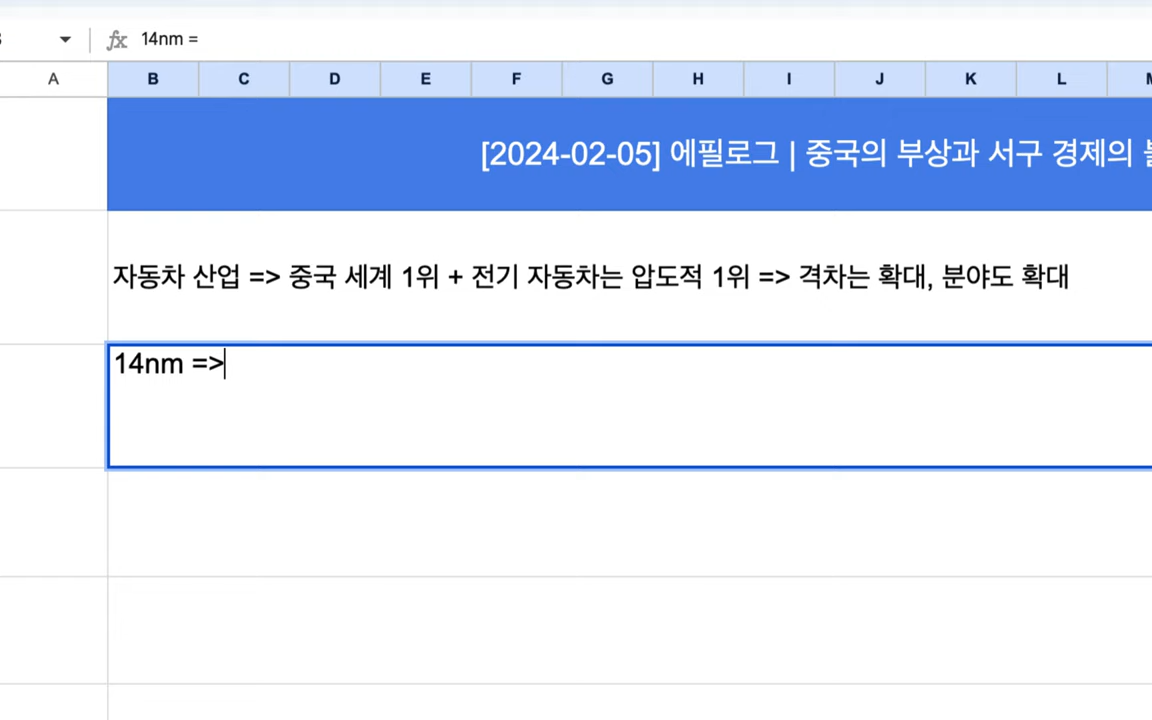 14nm =
A B C D E F G H I J K L
[2024-02-05] 에필로그 | 중국의 부상과 서구 경제의
자동차 산업 => 중국 세계 1위 + 전기 자동차는 압도적 1위 => 격차는 확대, 분야도 확대
14nm =>